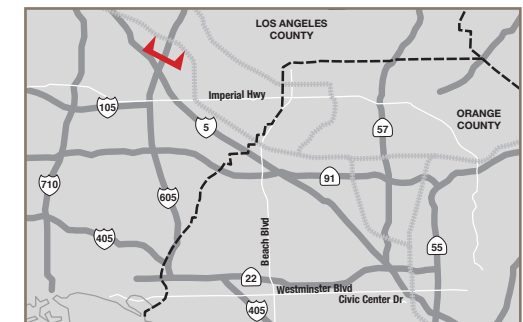 LOS ANGELES
COUNTY
Imperial Hwy
105
5
57
ORANGE
COUNTY
710
605
91
405
55
Beach Blvd
22
Westminster Blvd
Civic Center Dr
405